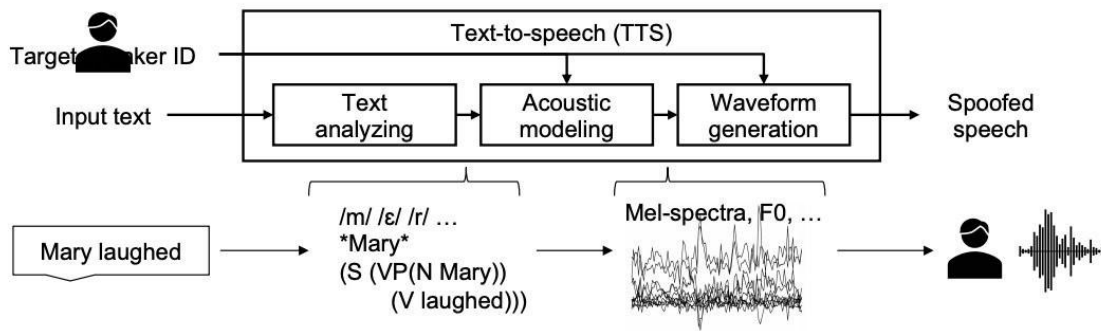 Text-to-speech (TTS)
Target ker ID
Input text
Text
analyzing
Acoustic
modeling
Waveform
generation
Spoofed
speech
Mary laughed
/m/ /ɛ/ /r/ …
*Mary*
(S (VP(N Mary))
(V laughed)))
Mel-spectra, F0, …